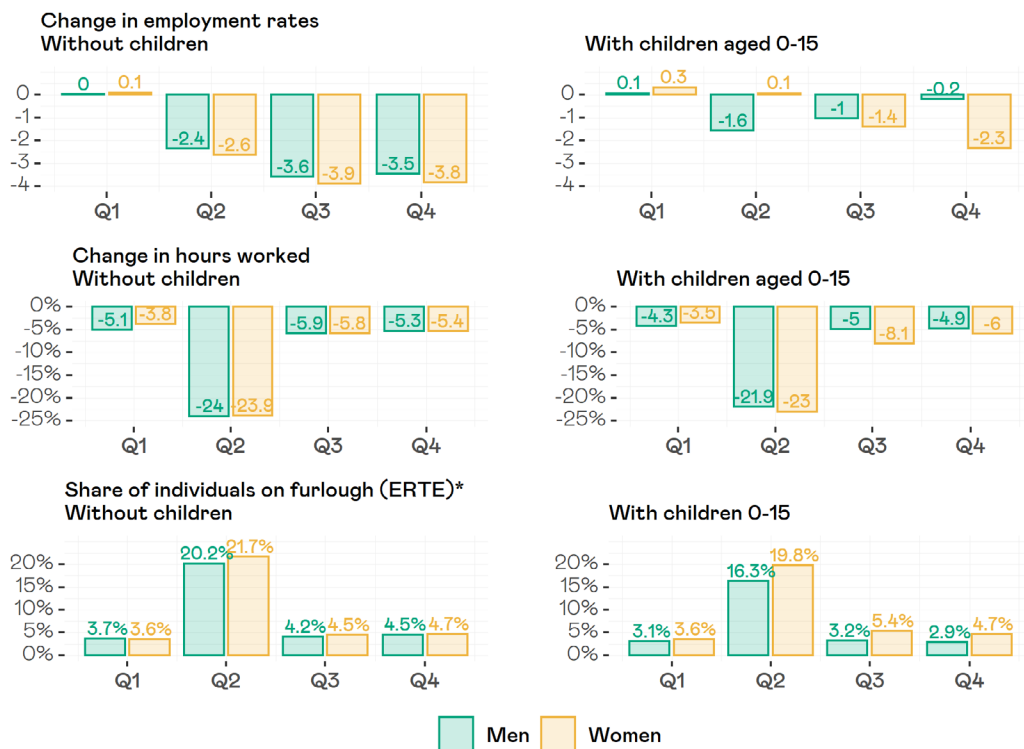 Change in employment rates
Without children
With children aged 0-15
0
-1
-2
-3
-4
0
0.1
-2.4
-2.6
-3.6
-3.9
-3.5
-3.8
Q1
Q2
Q3
Q4
0
-1
-2
-3
-4
0.1
0.3
-1.6
0.1
-1
-1.4
-0.2
-2.3
Q1
Q2
Q3
Q4
Change in hours worked
Without children
With children aged 0-15
0%
-5%
-10%
-15%
-20%
-25%
-5.1
-3.8
-24
-23.9
-5.9
-5.8
-5.3
-5.4
Q1
Q2
Q3
Q4
0%
-5%
-10%
-15%
-20%
-25%
-4.3
-3.5
-21.9
-23
-5
-8.1
-4.9
-6
Q1
Q2
Q3
Q4
Share of individuals on furlough (ERTE)*
Without children
With children 0-15
20%
15%
10%
5%
0%
3.7%
3.6%
20.2%
21.7%
4.2%
4.5%
4.5%
4.7%
Q1
Q2
Q3
Q4
20%
15%
10%
5%
0%
3.1%
3.6%
16.3%
19.8%
3.2%
5.4%
2.9%
4.7%
Q1
Q2
Q3
Q4
Men
Women